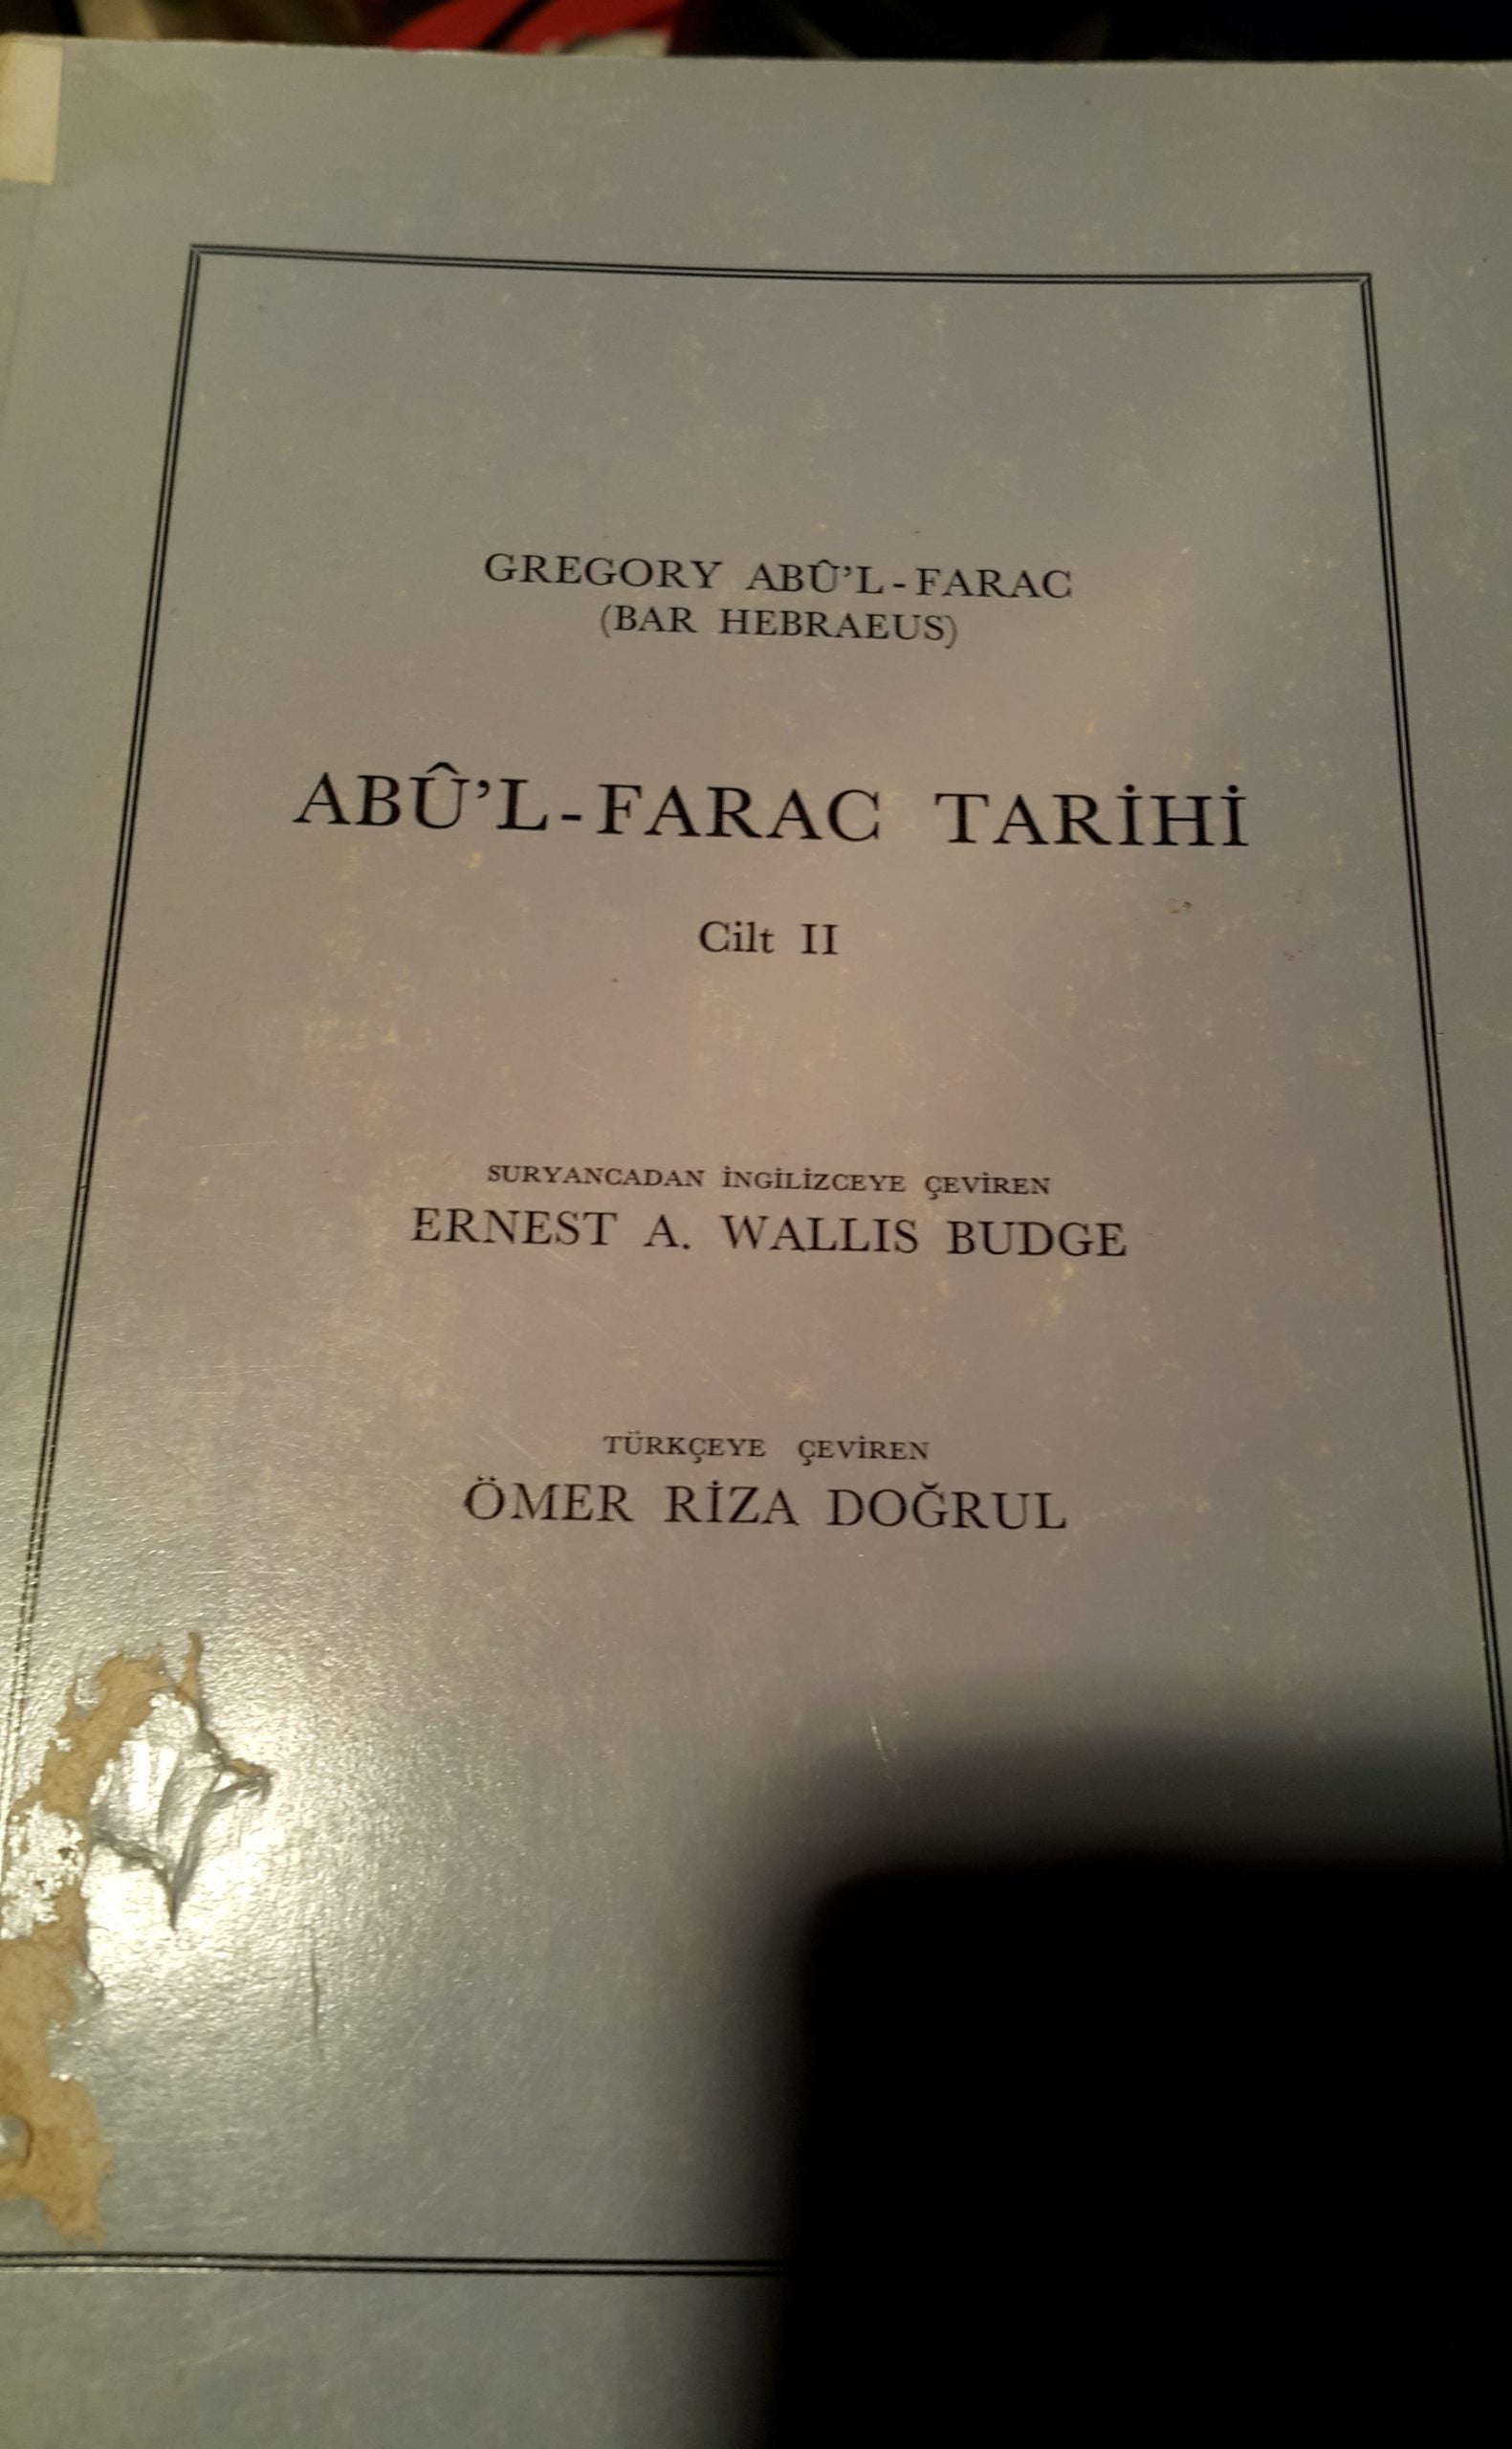 GREGORY ABÛ'L-FARAC
(BAR HEBRAEUS)
ABÛ'L-FARAC TARİHİ
Cilt II
SURYANCADAN İNGİLİZCEYE ÇEVİREN
ERNEST A. WALLIS BUDGE
TÜRKÇEYE ÇEVİREN
ÖMER RİZA DOĞRUL